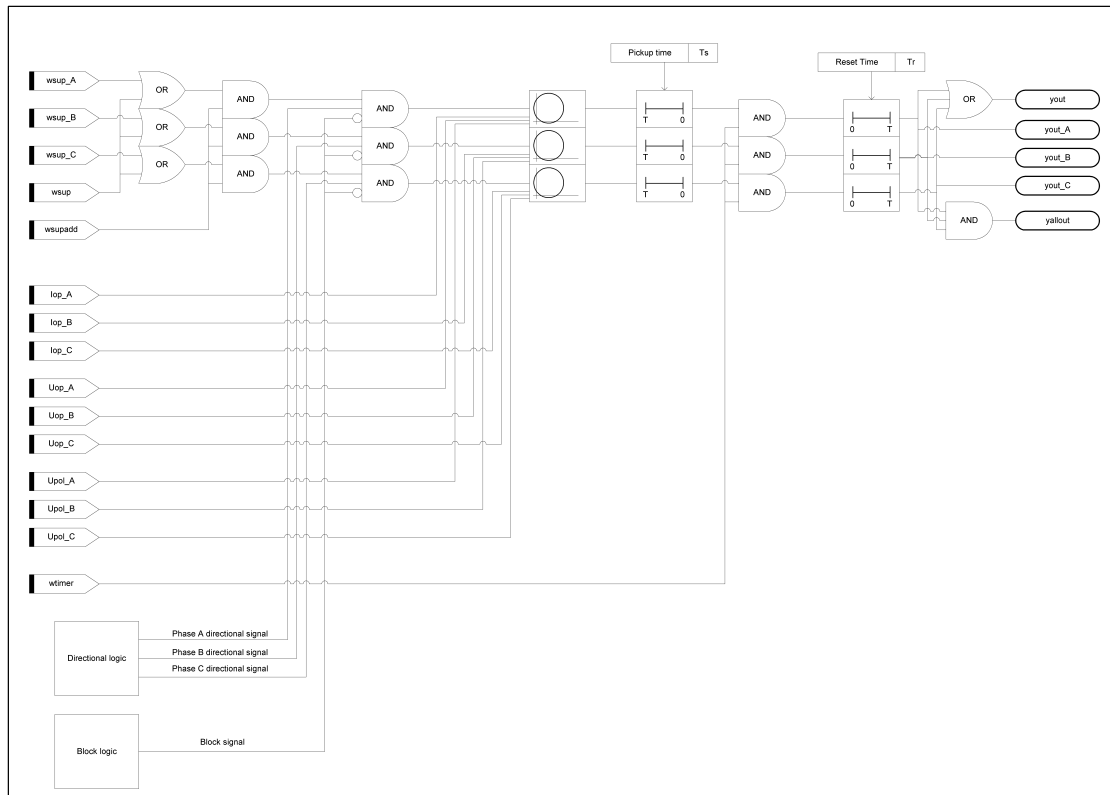 Pickup time Ts
Reset Time Tr
wsup_A
OR
AND
AND
T 0
AND
0 T
OR
yout
wsup_B
OR
AND
AND
T 0
AND
0 T
yout_A
wsup_C
OR
AND
AND
T 0
AND
0 T
yout_B
wsup
yout_C
wsupadd
AND
yallout
Iop_A
Iop_B
Iop_C
Uop_A
Uop_B
Uop_C
Upol_A
Upol_B
Upol_C
wtimer
Directional logic
Phase A directional signal
Phase B directional signal
Phase C directional signal
Block logic
Block signal